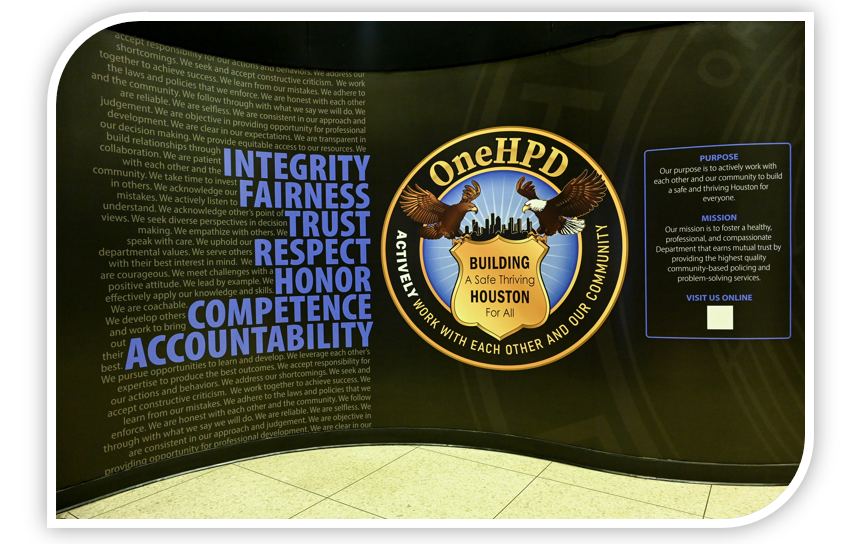 accept responsibility for our actions and behaviors. We address our
shortcomings. We seek and accept constructive criticism. We work
together to achieve success. We learn from our mistakes. We adhere to
the laws and policies that we enforce. We are honest with each other
and the community. We follow through with what we say we will do. We
are reliable. We are selfless. We are consistent in our approach and
judgement. We are objective in providing opportunity for professional
development. We are clear in our expectations. We are transparent in
our decision making. We provide equitable access to our resources. We
build relationships through
collaboration. We are patient
with each other and the
community. We take time to invest
in others. We acknowledge our
mistakes. We actively listen to
understand. We acknowledge other's point of
views. We seek diverse perspectives in decision
making. We empathize with others. We
speak with care. We uphold our
departmental values. We serve others
with their best interest in mind. We
are courageous. We meet challenges with a
positive attitude. We lead by example. We
effectively apply our knowledge and skills.
We are coachable.
We develop others
and work to bring
out
their
best.
INTEGRITY
FAIRNESS
TRUST
RESPECT
HONOR
COMPETENCE
ACCOUNTABILITY
We pursue opportunities to learn and develop. We leverage each other's
expertise to produce the best outcomes. We accept responsibility for
our actions and behaviors. We address our shortcomings. We seek and
accept constructive criticism. We work together to achieve success. We
learn from our mistakes. We adhere to the laws and policies that we
enforce. We are honest with each other and the community. We follow
through with what we say we will do. We are reliable. We are selfless. We
are consistent in our approach and judgement. We are objective in
providing opportunity for professional development. We are clear in our
OneHPD
BUILDING
A Safe Thriving
HOUSTON
For All
ACTIVELY WORK WITH EACH OTHER AND OUR COMMUNITY
PURPOSE
Our purpose is to actively work with
each other and our community to build
a safe and thriving Houston for
everyone.
MISSION
Our mission is to foster a healthy,
professional, and compassionate
Department that earns mutual trust by
providing the highest quality
community-based policing and
problem-solving services.
VISIT US ONLINE